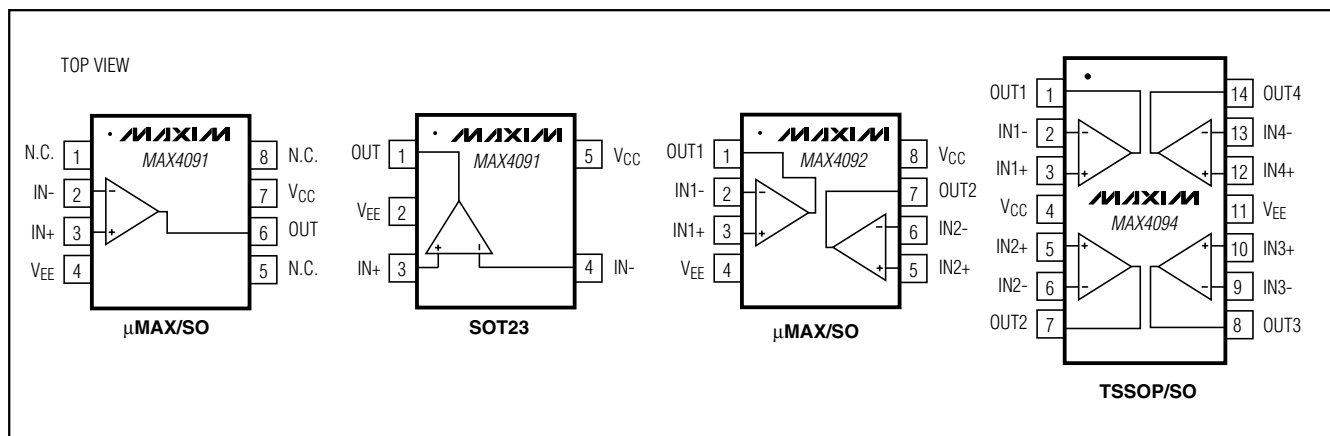 TOP VIEW
MAXIM
MAX4091
N.C. 1
IN- 2
IN+ 3
VEE 4
8 N.C.
7 VCC
6 OUT
5 N.C.
- +
µMAX/SO
MAXIM
MAX4091
OUT 1
VEE 2
IN+ 3
5 VCC
4 IN-
+ -
SOT23
MAXIM
MAX4092
OUT1 1
IN1- 2
IN1+ 3
VEE 4
8 VCC
7 OUT2
6 IN2-
5 IN2+
- +
- +
µMAX/SO
OUT1 1
IN1- 2
IN1+ 3
VCC 4
IN2+ 5
IN2- 6
OUT2 7
14 OUT4
13 IN4-
12 IN4+
11 VEE
10 IN3+
9 IN3-
8 OUT3
- +
- +
MAXIM
MAX4094
+ -
+ -
TSSOP/SO